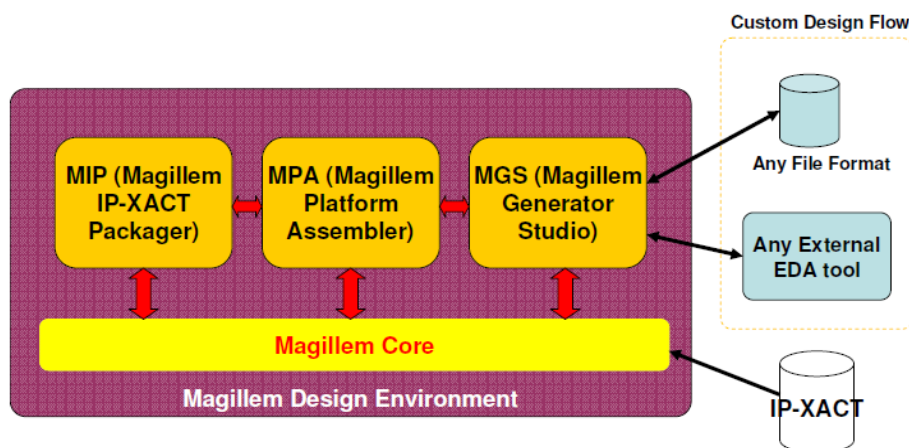 Custom Design Flow
MIP (Magillem
IP-XACT
Packager)
MPA (Magillem
Platform
Assembler)
MGS (Magillem
Generator
Studio)
Any File Format
Any External
EDA tool
Magillem Core
Magillem Design Environment
IP-XACT